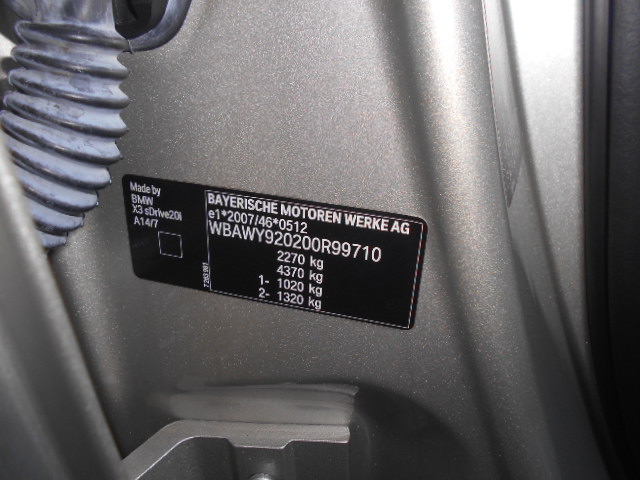 Made by
BMW
X3 sDrive20i
A14/7
BAYERISCHE MOTOREN WERKE AG
e1*2007/46*0512
WBAWY920200R99710
2270 kg
4370 kg
1- 1020 kg
2- 1320 kg